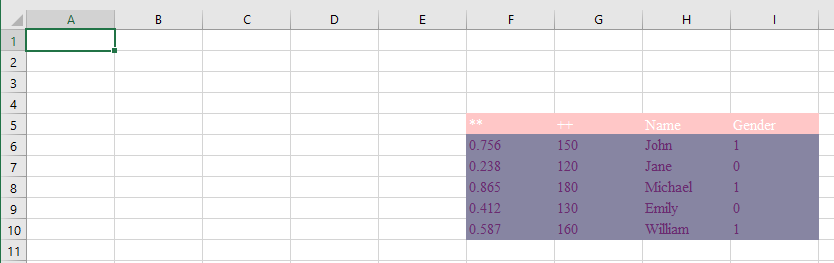 A B C D E F G H I
1
2
3
4
5 ** ++ Name Gender
6 0.756 150 John 1
7 0.238 120 Jane 0
8 0.865 180 Michael 1
9 0.412 130 Emily 0
10 0.587 160 William 1
11